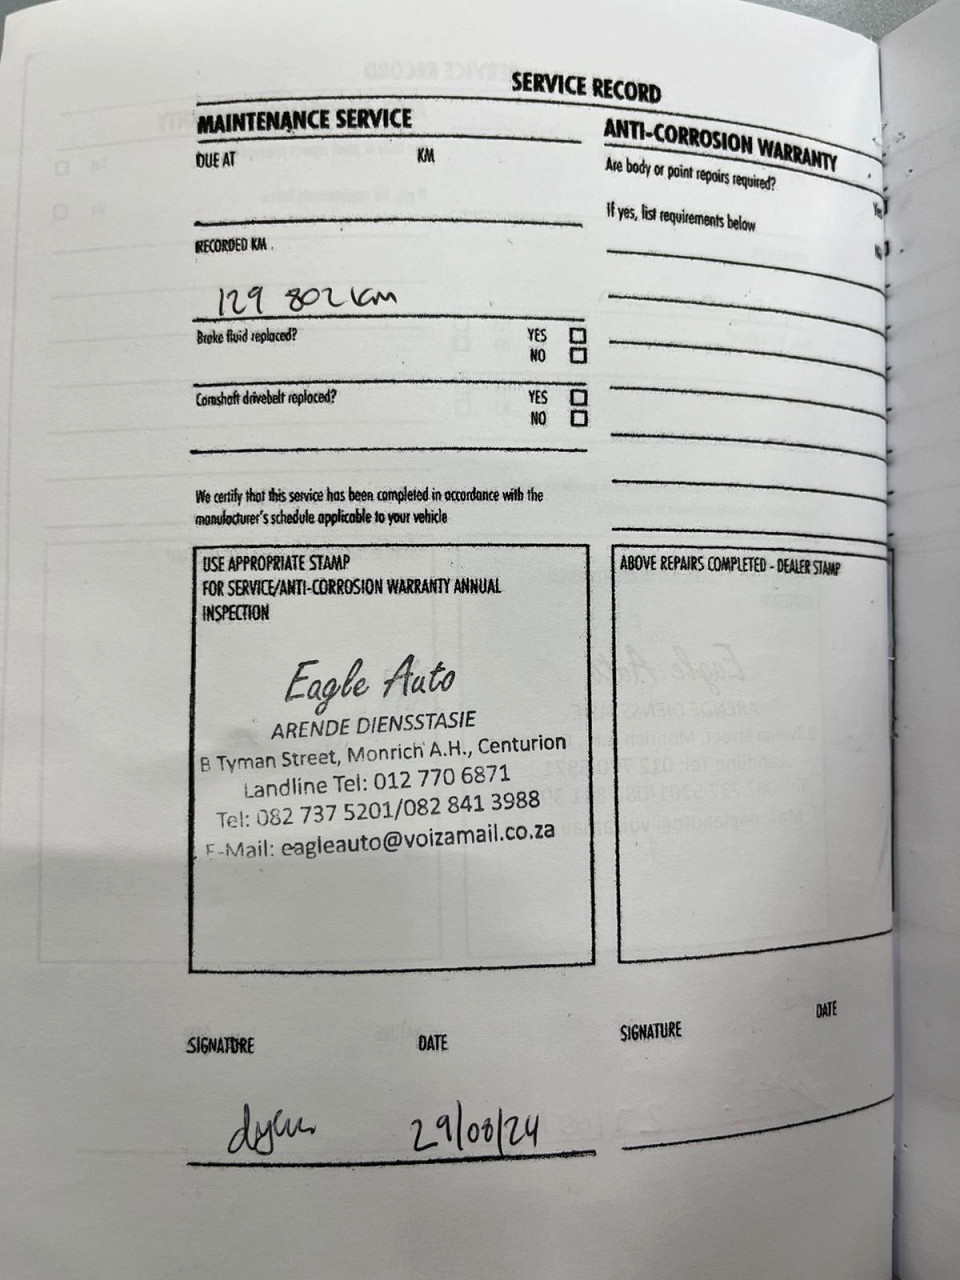 SERVICE RECORD
MAINTENANCE SERVICE
DUE AT KM
RECORDED KM
129 802 km
Brake fluid replaced? YES
NO
Camshaft drivebelt replaced? YES
NO
We certify that this service has been completed in accordance with the
manufacturer's schedule applicable to your vehicle
USE APPROPRIATE STAMP
FOR SERVICE/ANTI-CORROSION WARRANTY ANNUAL
INSPECTION
Eagle Auto
ARENDE DIENSSTASIE
8 Tyman Street, Monrich A.H., Centurion
Landline Tel: 012 770 6871
Tel: 082 737 5201/082 841 3988
E-Mail: eagleauto@voizamail.co.za
SIGNATURE DATE
29/08/24
ANTI-CORROSION WARRANTY
Are body or paint repairs required? Yes
If yes, list requirements below
No
ABOVE REPAIRS COMPLETED - DEALER STAMP
SIGNATURE DATE